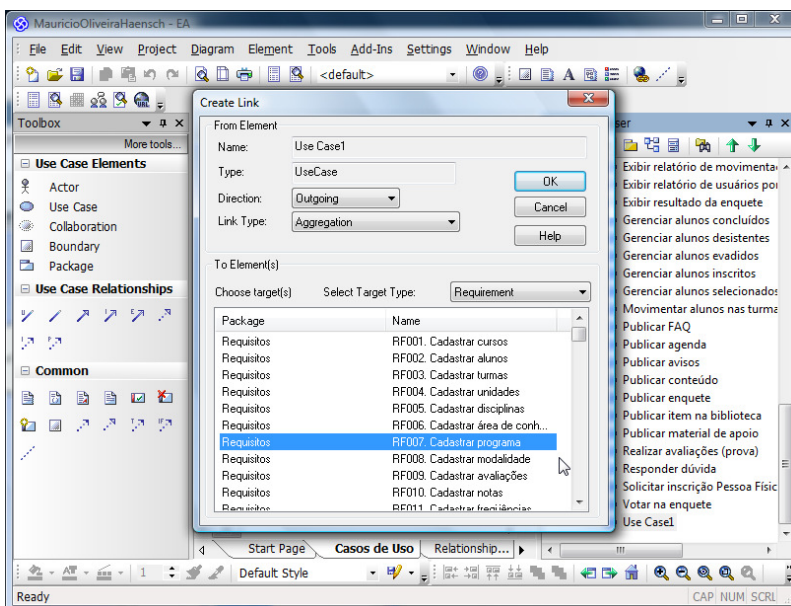 MauricioOliveiraHaensch - EA
File Edit View Project Diagram Element Tools Add-Ins Settings Window Help
<default>
A
URL
Toolbox
More tools...
Use Case Elements
Actor
Use Case
Collaboration
Boundary
Package
Use Case Relationships
Common
Create Link
From Element
Name: Use Case1
Type: UseCase
Direction: Outgoing
Link Type: Aggregation
OK
Cancel
Help
To Element(s)
Choose target(s) Select Target Type: Requirement
Package Name
Requisitos RF001. Cadastrar cursos
Requisitos RF002. Cadastrar alunos
Requisitos RF003. Cadastrar turmas
Requisitos RF004. Cadastrar unidades
Requisitos RF005. Cadastrar disciplinas
Requisitos RF006. Cadastrar área de conh...
Requisitos RF007. Cadastrar programa
Requisitos RF008. Cadastrar modalidade
Requisitos RF009. Cadastrar avaliações
Requisitos RF010. Cadastrar notas
Requisitos RF011. Cadastrar freqüências
ser
Exibir relatório de movimenta
Exibir relatório de usuários por
Exibir resultado da enquete
Gerenciar alunos concluídos
Gerenciar alunos desistentes
Gerenciar alunos evadidos
Gerenciar alunos inscritos
Gerenciar alunos selecionados
Movimentar alunos nas turma
Publicar FAQ
Publicar agenda
Publicar avisos
Publicar conteúdo
Publicar enquete
Publicar item na biblioteca
Publicar material de apoio
Realizar avaliações (prova)
Responder dúvida
Solicitar inscrição Pessoa Físic
Votar na enquete
Use Case1
Start Page Casos de Uso Relationship...
1 Default Style
Ready CAP NUM SCRL